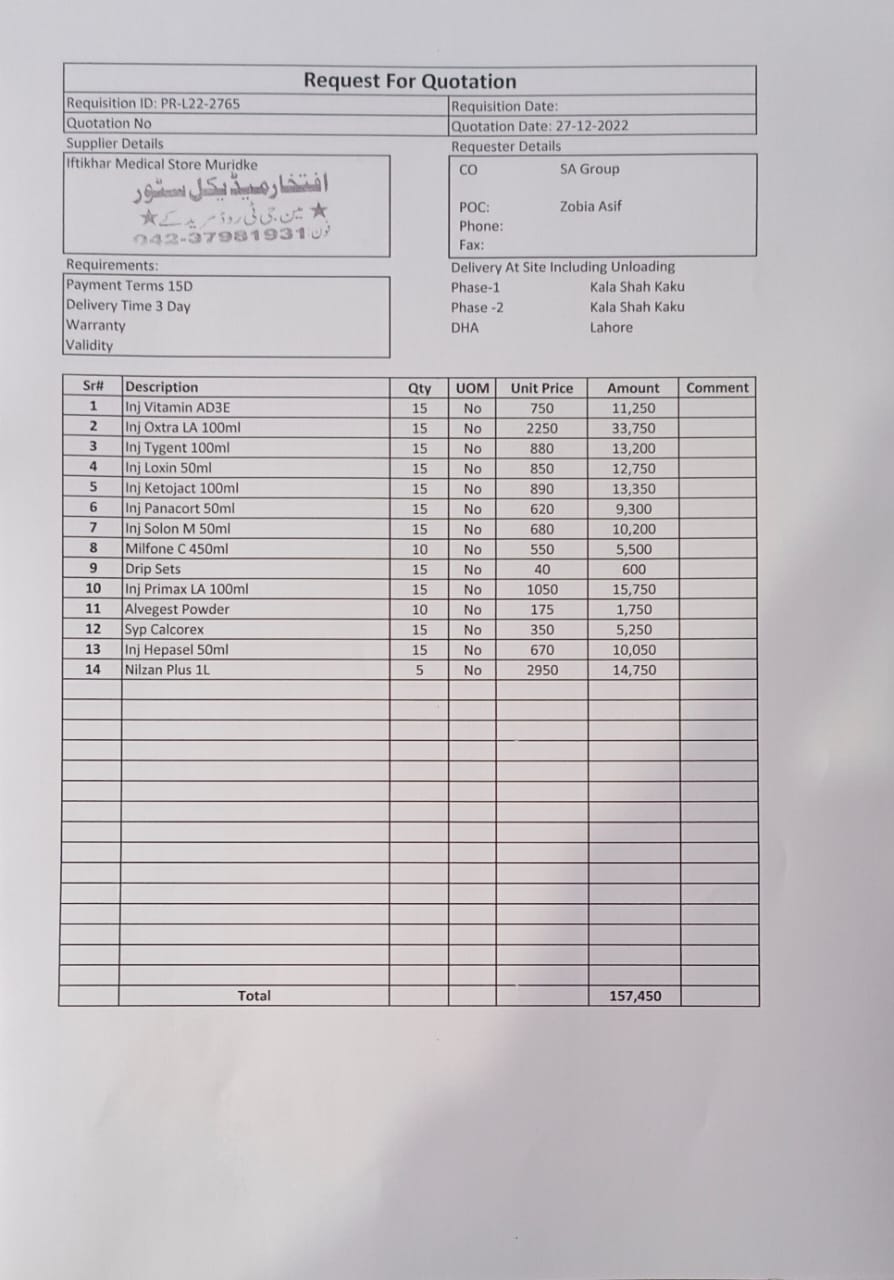 Request For Quotation
Requisition ID: PR-L22-2765 Requisition Date:
Quotation No Quotation Date: 27-12-2022
Supplier Details Requester Details
Iftikhar Medical Store Muridke
افتخار میڈیکل سٹور
★ مین جی ٹی روڈ مریدکے ★
فون: 042-37981931
CO SA Group
POC: Zobia Asif
Phone:
Fax:
Requirements:
Payment Terms 15D
Delivery Time 3 Day
Warranty
Validity
Delivery At Site Including Unloading
Phase-1 Kala Shah Kaku
Phase -2 Kala Shah Kaku
DHA Lahore
Sr# Description Qty UOM Unit Price Amount Comment
1 Inj Vitamin AD3E 15 No 750 11,250
2 Inj Oxtra LA 100ml 15 No 2250 33,750
3 Inj Tygent 100ml 15 No 880 13,200
4 Inj Loxin 50ml 15 No 850 12,750
5 Inj Ketojact 100ml 15 No 890 13,350
6 Inj Panacort 50ml 15 No 620 9,300
7 Inj Solon M 50ml 15 No 680 10,200
8 Milfone C 450ml 10 No 550 5,500
9 Drip Sets 15 No 40 600
10 Inj Primax LA 100ml 15 No 1050 15,750
11 Alvegest Powder 10 No 175 1,750
12 Syp Calcorex 15 No 350 5,250
13 Inj Hepasel 50ml 15 No 670 10,050
14 Nilzan Plus 1L 5 No 2950 14,750
Total 157,450